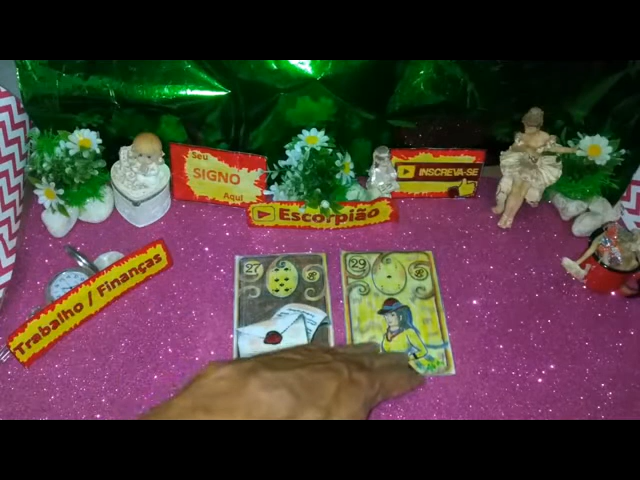 Seu
SIGNO
Aqui
INSCREVA-SE
Escorpião
Trabalho / Finanças
27
29